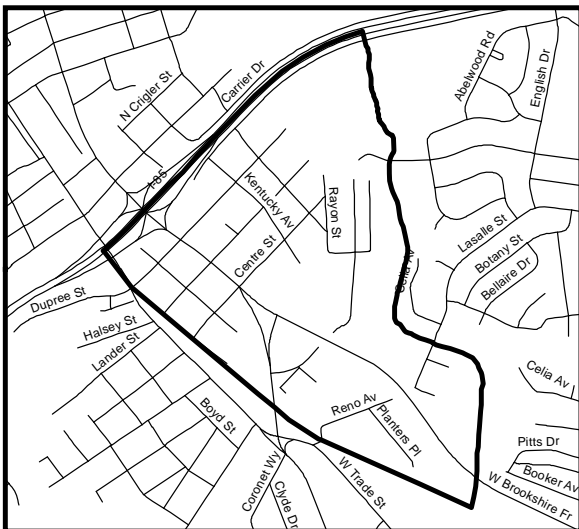 Abelwood Rd
English Dr
N Crigler St
Carrier Dr
I-85
Kentucky Av
Rayon St
Centre St
Lasalle St
Botany St
Bellaire Dr
Celia Av
Dupree St
Halsey St
Lander St
Celia Av
Boyd St
Reno Av
Planters Pl
Pitts Dr
Coronet Wy
W Trade St
Booker Av
Clyde Dr
W Brookshire Fr